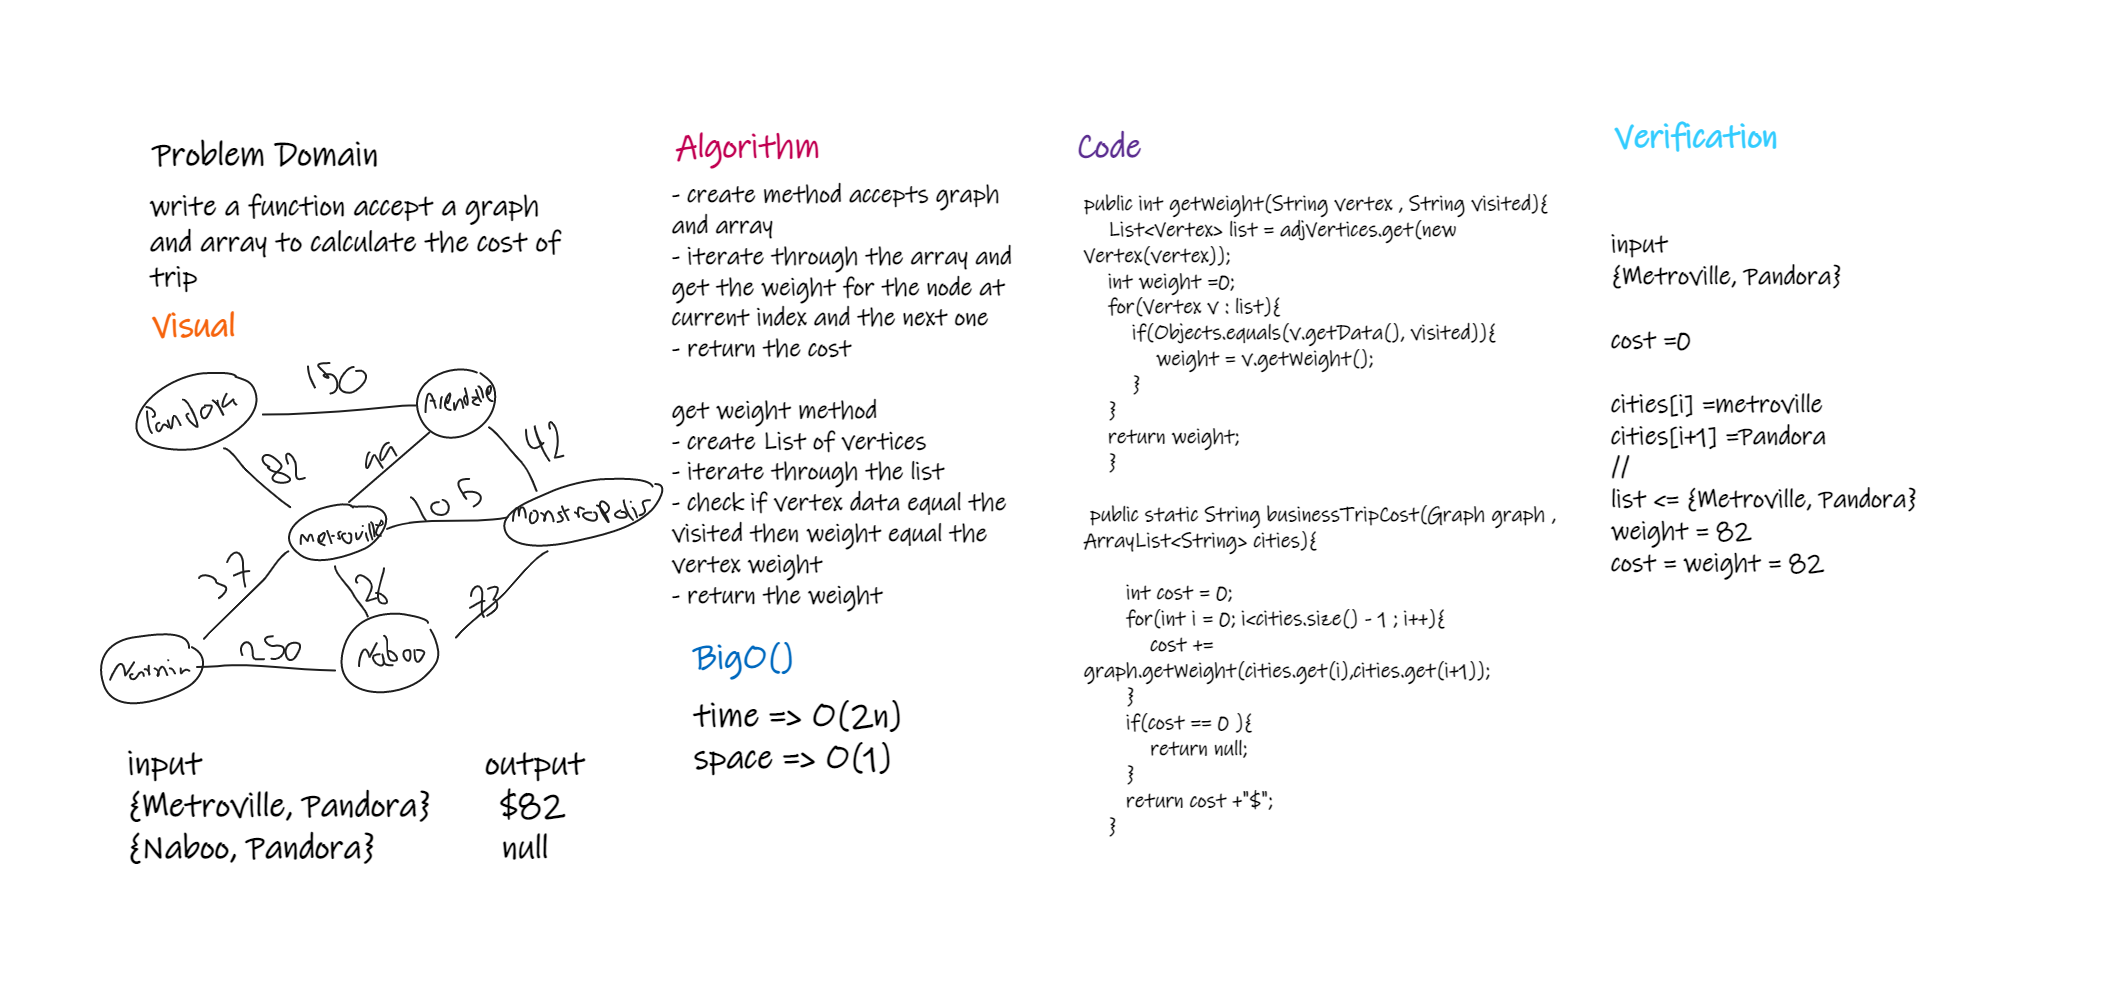 Problem Domain
write a function accept a graph
and array to calculate the cost of
trip
Visual
150
Pandora
Arendalle
82
99
42
105
Metroville
Monstropolis
37
26
73
Narnia
250
Naboo
input output
{Metroville, Pandora} $82
{Naboo, Pandora} null
Algorithm
- create method accepts graph
and array
- iterate through the array and
get the weight for the node at
current index and the next one
- return the cost
get weight method
- create List of vertices
- iterate through the list
- check if vertex data equal the
visited then weight equal the
vertex weight
- return the weight
BigO()
time => O(2n)
space => O(1)
Code
public int getWeight(String vertex , String visited){
List<Vertex> list = adjVertices.get(new
Vertex(vertex));
int weight =0;
for(Vertex v : list){
if(Objects.equals(v.getData(), visited)){
weight = v.getWeight();
}
}
return weight;
}
public static String businessTripCost(Graph graph ,
ArrayList<String> cities){
int cost = 0;
for(int i = 0; i<cities.size() - 1 ; i++){
cost +=
graph.getWeight(cities.get(i),cities.get(i+1));
}
if(cost == 0 ){
return null;
}
return cost +"$";
}
Verification
input
{Metroville, Pandora}
cost =0
cities[i] =metroville
cities[i+1] =Pandora
//
list <= {Metroville, Pandora}
weight = 82
cost = weight = 82